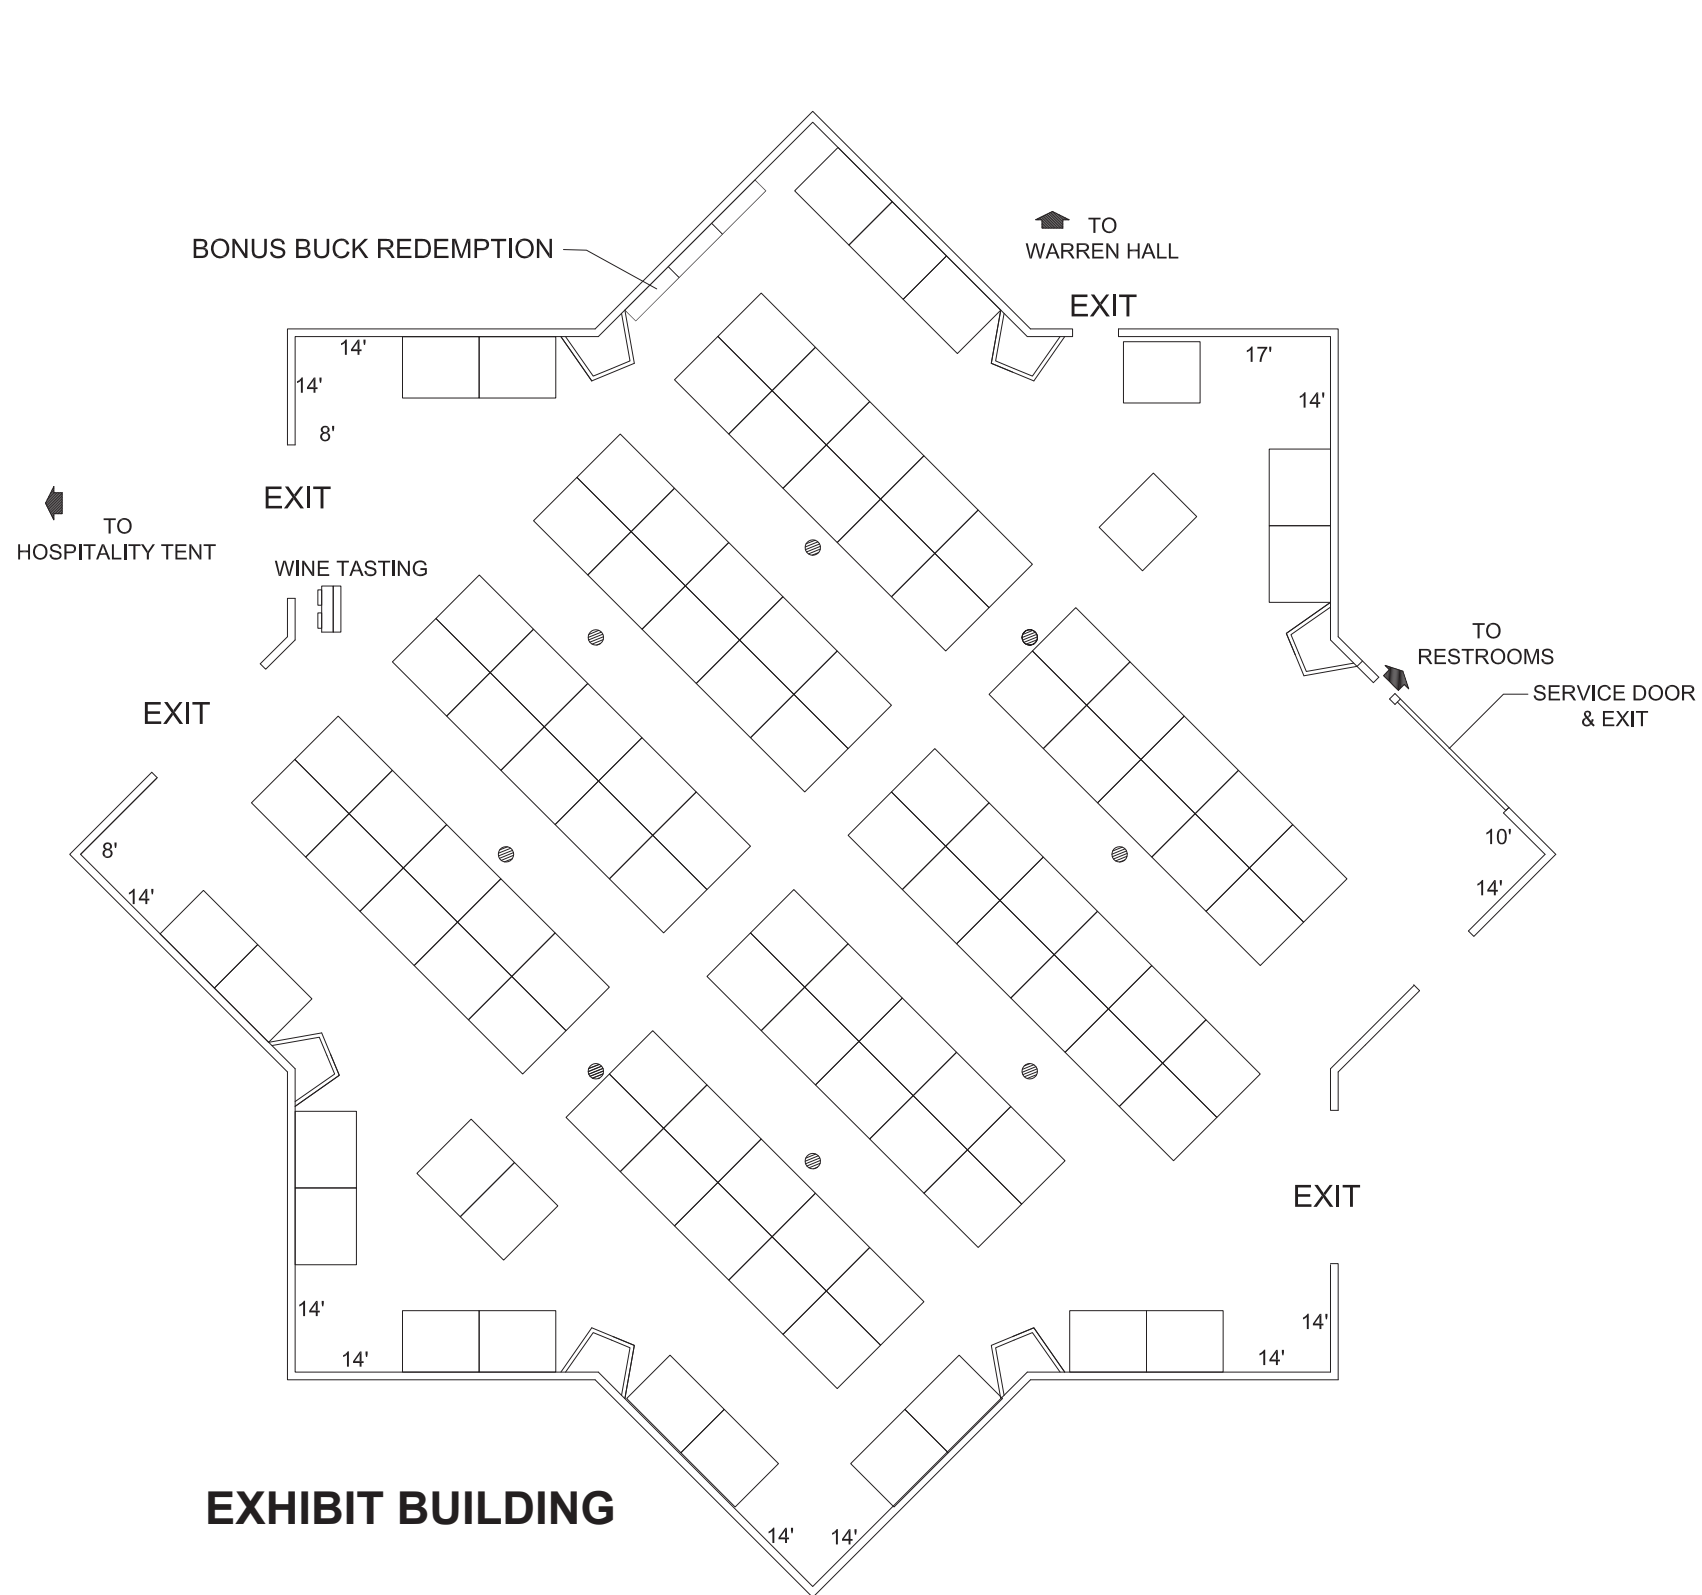 TO
WARREN HALL
BONUS BUCK REDEMPTION
EXIT
14'
17'
14'
14'
8'
EXIT
TO
HOSPITALITY TENT
WINE TASTING
TO
RESTROOMS
SERVICE DOOR
& EXIT
EXIT
10'
8'
14'
14'
EXIT
14'
14'
14'
14'
EXHIBIT BUILDING
14'
14'